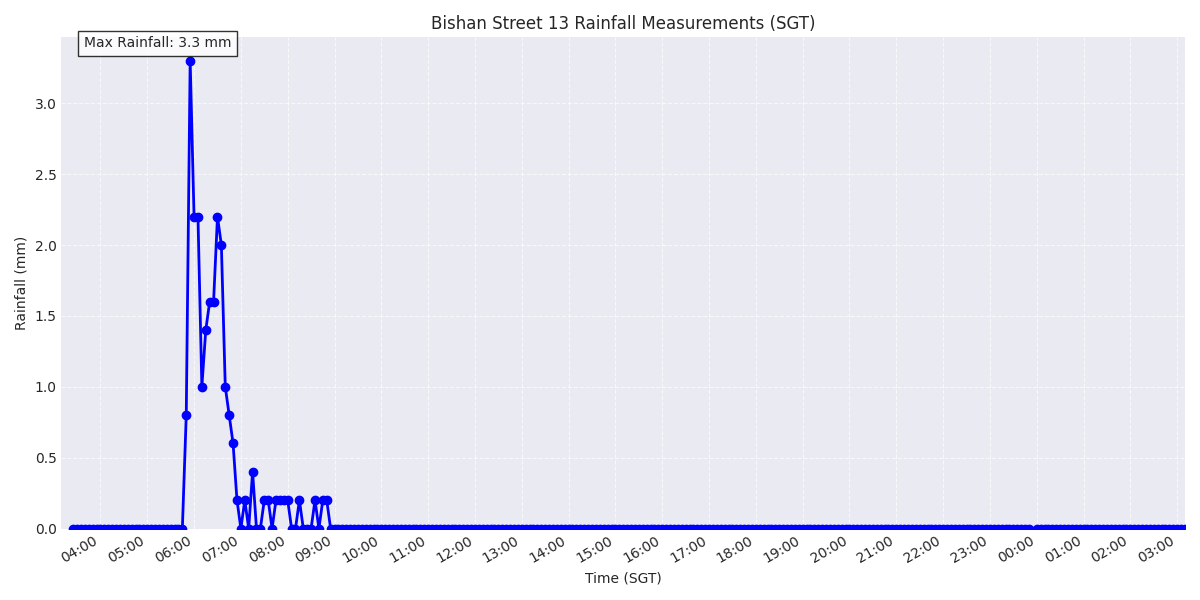 Bishan Street 13 Rainfall Measurements (SGT)
Max Rainfall: 3.3 mm
Rainfall (mm)
3.0
2.5
2.0
1.5
1.0
0.5
0.0
04:00 05:00 06:00 07:00 08:00 09:00 10:00 11:00 12:00 13:00 14:00 15:00 16:00 17:00 18:00 19:00 20:00 21:00 22:00 23:00 00:00 01:00 02:00 03:00
Time (SGT)